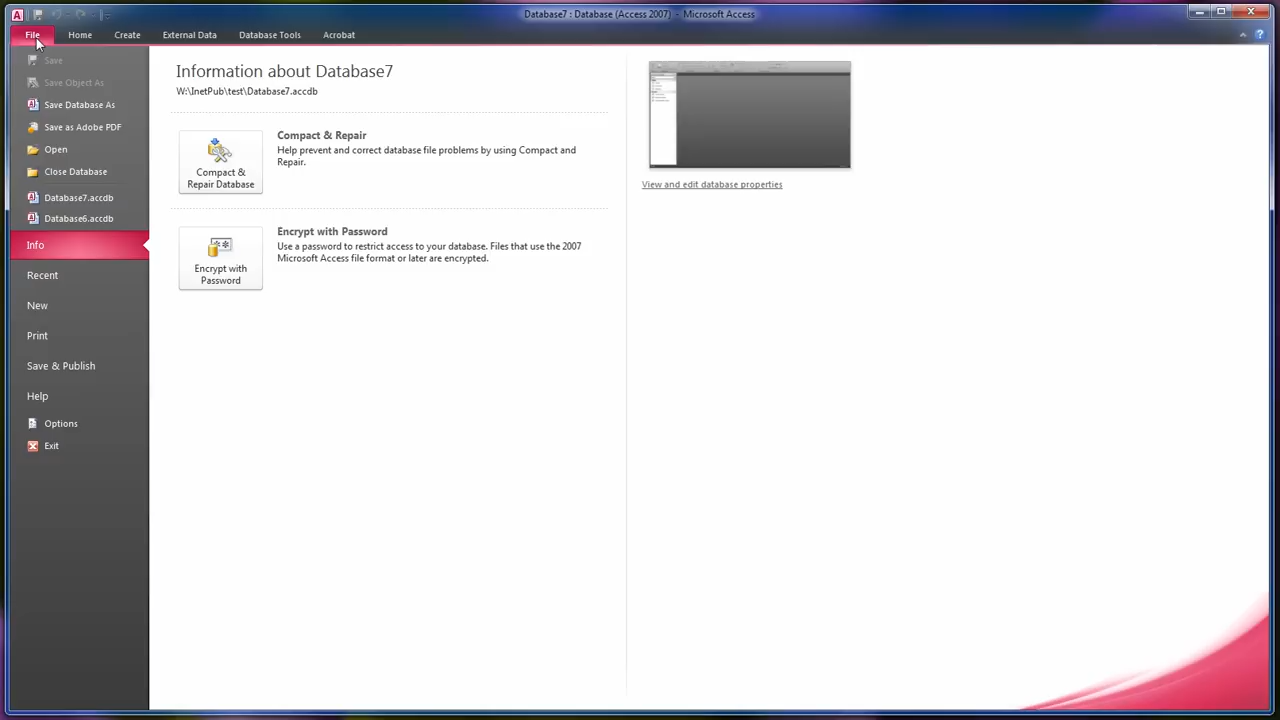 Database7 : Database (Access 2007) - Microsoft Access
File Home Create External Data Database Tools Acrobat
Save
Save Object As
Save Database As
Save as Adobe PDF
Open
Close Database
Database7.accdb
Database6.accdb
Info
Recent
New
Print
Save & Publish
Help
Options
Exit
Information about Database7
W:\InetPub\test\Database7.accdb
Compact & Repair Database
Compact & Repair
Help prevent and correct database file problems by using Compact and
Repair.
Encrypt with Password
Encrypt with Password
Use a password to restrict access to your database. Files that use the 2007
Microsoft Access file format or later are encrypted.
View and edit database properties